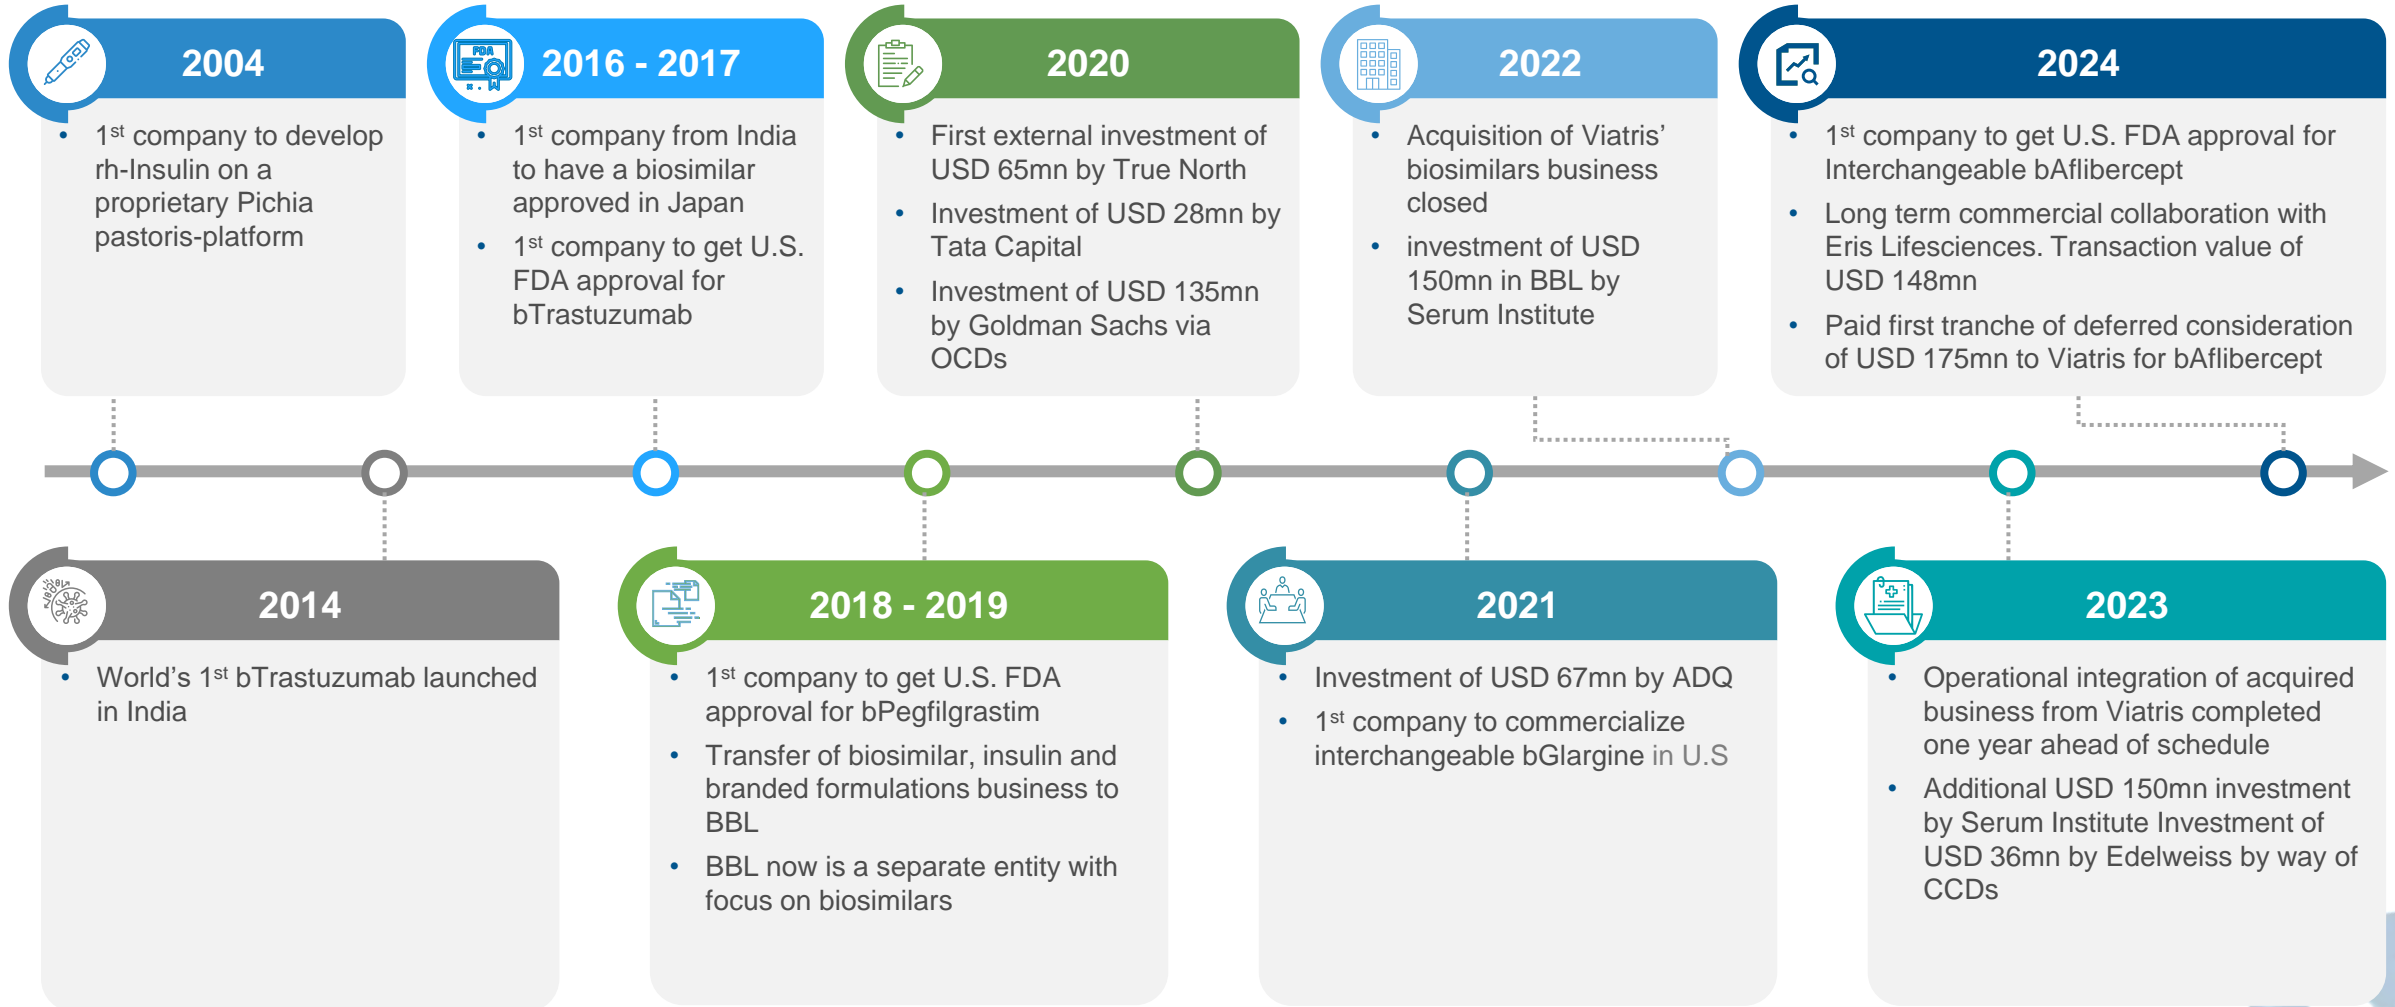 2004
• 1st company to develop
rh-Insulin on a
proprietary Pichia
pastoris-platform
FDA
2016 - 2017
• 1st company from India
to have a biosimilar
approved in Japan
• 1st company to get U.S.
FDA approval for
bTrastuzumab
2020
• First external investment of
USD 65mn by True North
• Investment of USD 28mn by
Tata Capital
• Investment of USD 135mn
by Goldman Sachs via
OCDs
2022
• Acquisition of Viatris’
biosimilars business
closed
• investment of USD
150mn in BBL by
Serum Institute
2024
• 1st company to get U.S. FDA approval for
Interchangeable bAflibercept
• Long term commercial collaboration with
Eris Lifesciences. Transaction value of
USD 148mn
• Paid first tranche of deferred consideration
of USD 175mn to Viatris for bAflibercept
2014
• World’s 1st bTrastuzumab launched
in India
2018 - 2019
• 1st company to get U.S. FDA
approval for bPegfilgrastim
• Transfer of biosimilar, insulin and
branded formulations business to
BBL
• BBL now is a separate entity with
focus on biosimilars
2021
• Investment of USD 67mn by ADQ
• 1st company to commercialize
interchangeable bGlargine in U.S
2023
• Operational integration of acquired
business from Viatris completed
one year ahead of schedule
• Additional USD 150mn investment
by Serum Institute Investment of
USD 36mn by Edelweiss by way of
CCDs